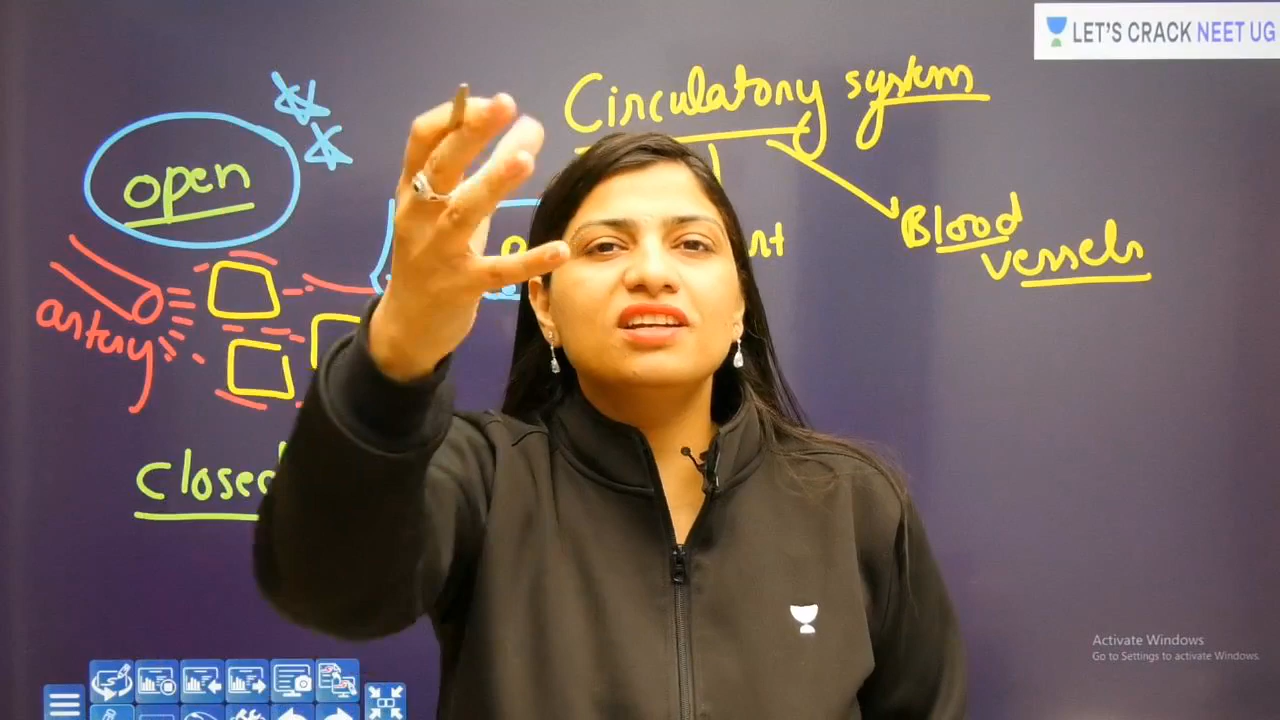 LET'S CRACK NEET UG
Circulatory system
open
Blood
vessels
artery
closed
Activate Windows
Go to Settings to activate Windows.